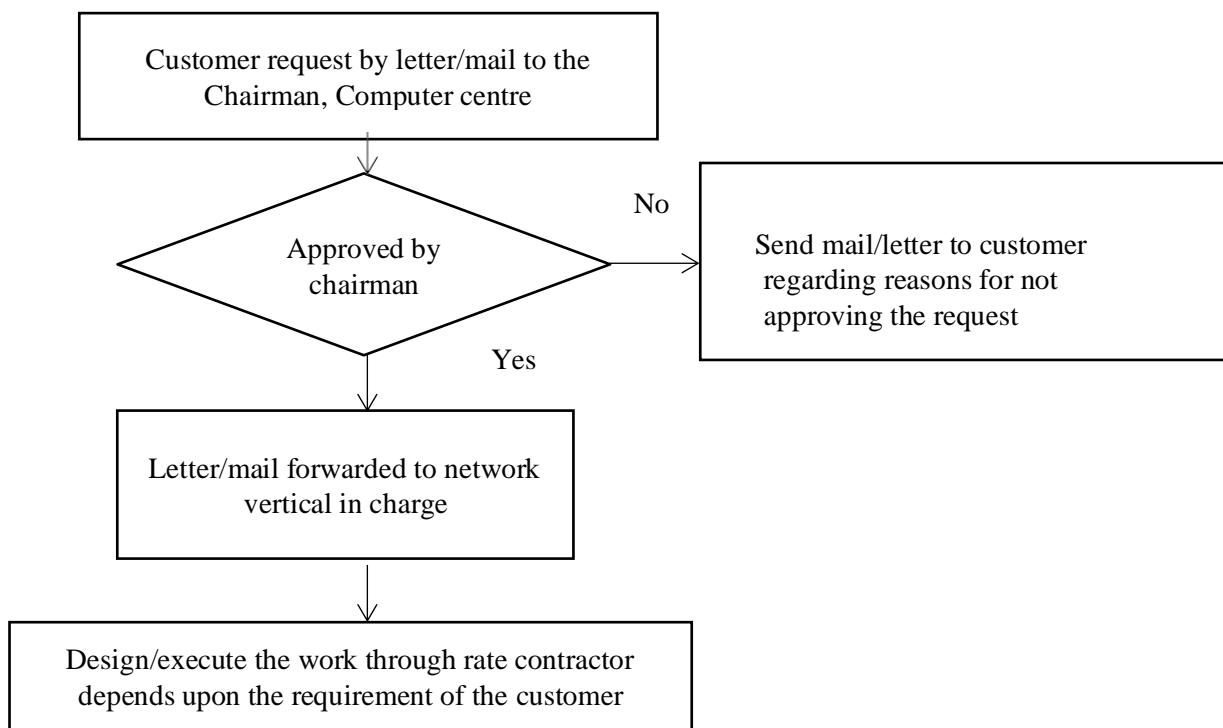 Customer request by letter/mail to the
Chairman, Computer centre
No
Approved by
chairman
Send mail/letter to customer
regarding reasons for not
approving the request
Yes
Letter/mail forwarded to network
vertical in charge
Design/execute the work through rate contractor
depends upon the requirement of the customer